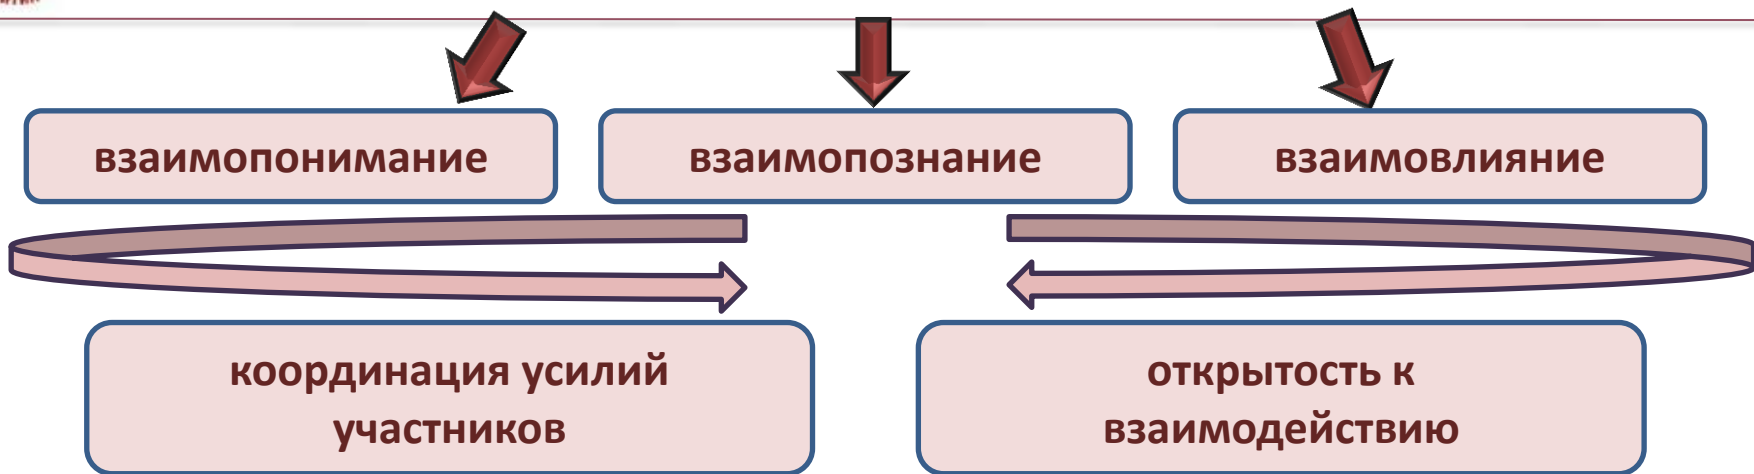 взаимопонимание
взаимопознание
взаимовлияние
координация усилий
участников
открытость к
взаимодействию